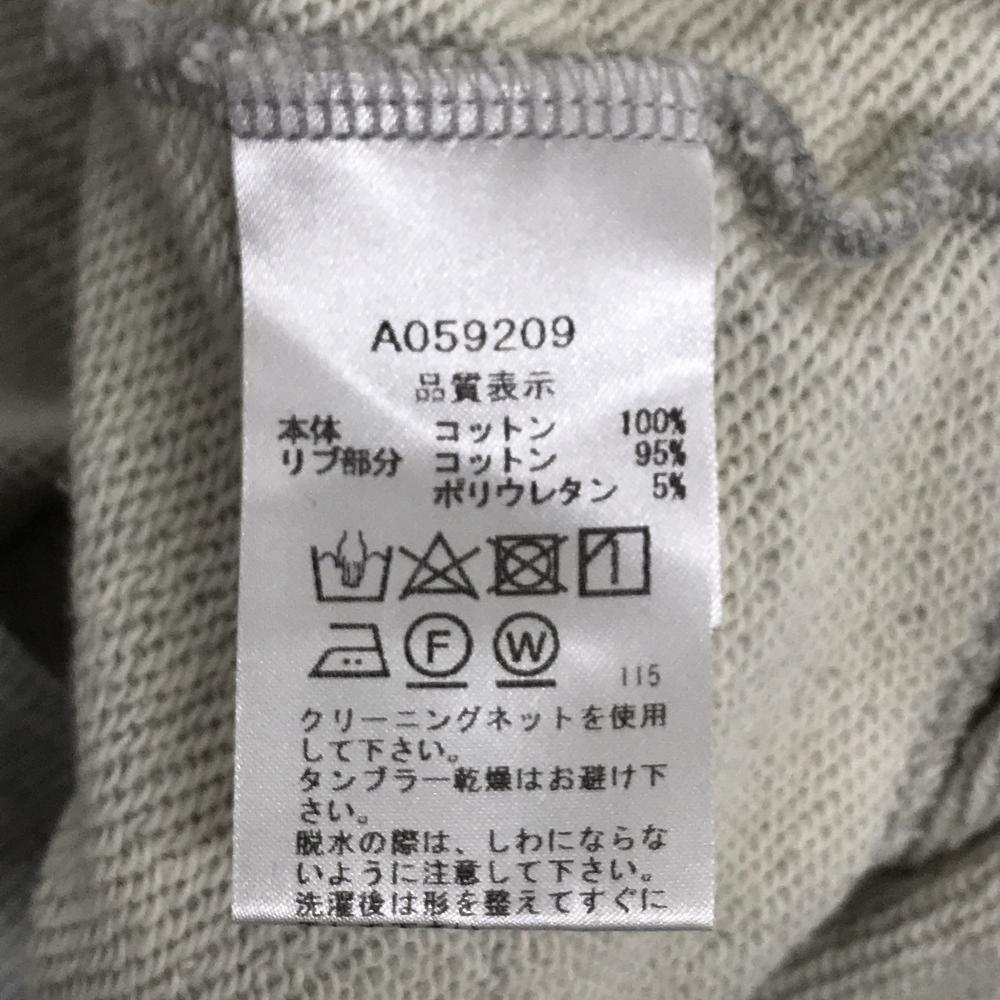 A059209
品質表示
本体 コットン 100%
リブ部分 コットン 95%
ポリウレタン 5%
F W 115
クリーニングネットを使用
して下さい。
タンブラー乾燥はお避け下
さい。
脱水の際は、しわにならな
いように注意して下さい。
洗濯後は形を整えてすぐに